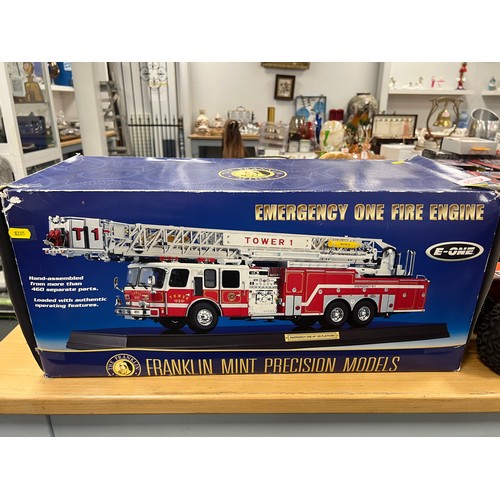 EMERGENCY ONE FIRE ENGINE
E-ONE
T1
TOWER 1
Hand-assembled
from more than
460 separate parts.
Loaded with authentic
operating features.
FRANKLIN MINT PRECISION MODELS